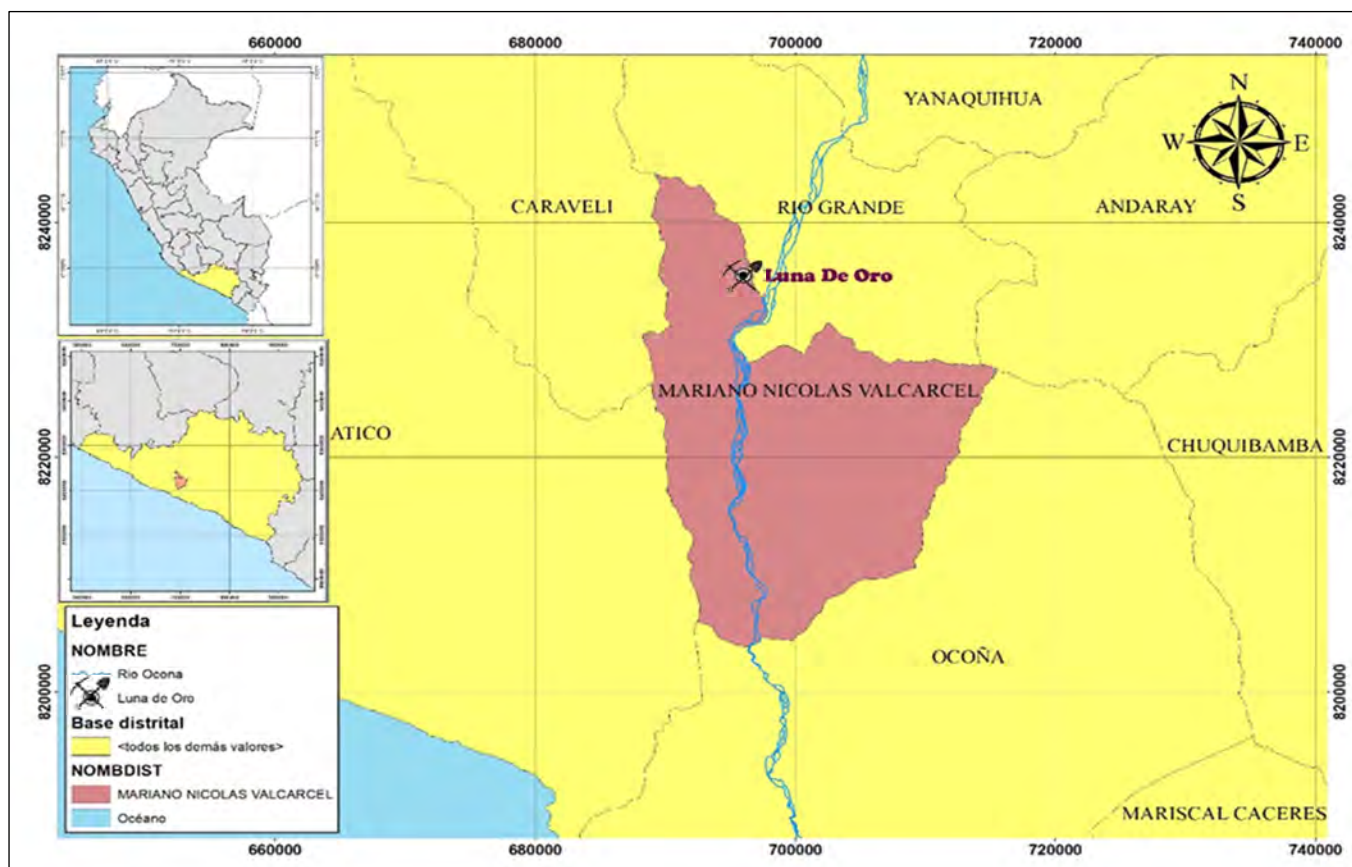 660000
680000
700000
720000
740000
YANAQUIHUA
N
W
E
S
CARAVELI
RIO GRANDE
ANDARAY
8240000
8240000
Luna De Oro
MARIANO NICOLAS VALCARCEL
ATICO
CHUQUIBAMBA
8220000
8220000
OCOÑA
8200000
8200000
MARISCAL CACERES
Leyenda
NOMBRE
Rio Ocona
Luna de Oro
Base distrital
<todos los demás valores>
NOMBDIST
MARIANO NICOLAS VALCARCEL
Océano
660000
680000
700000
720000
740000